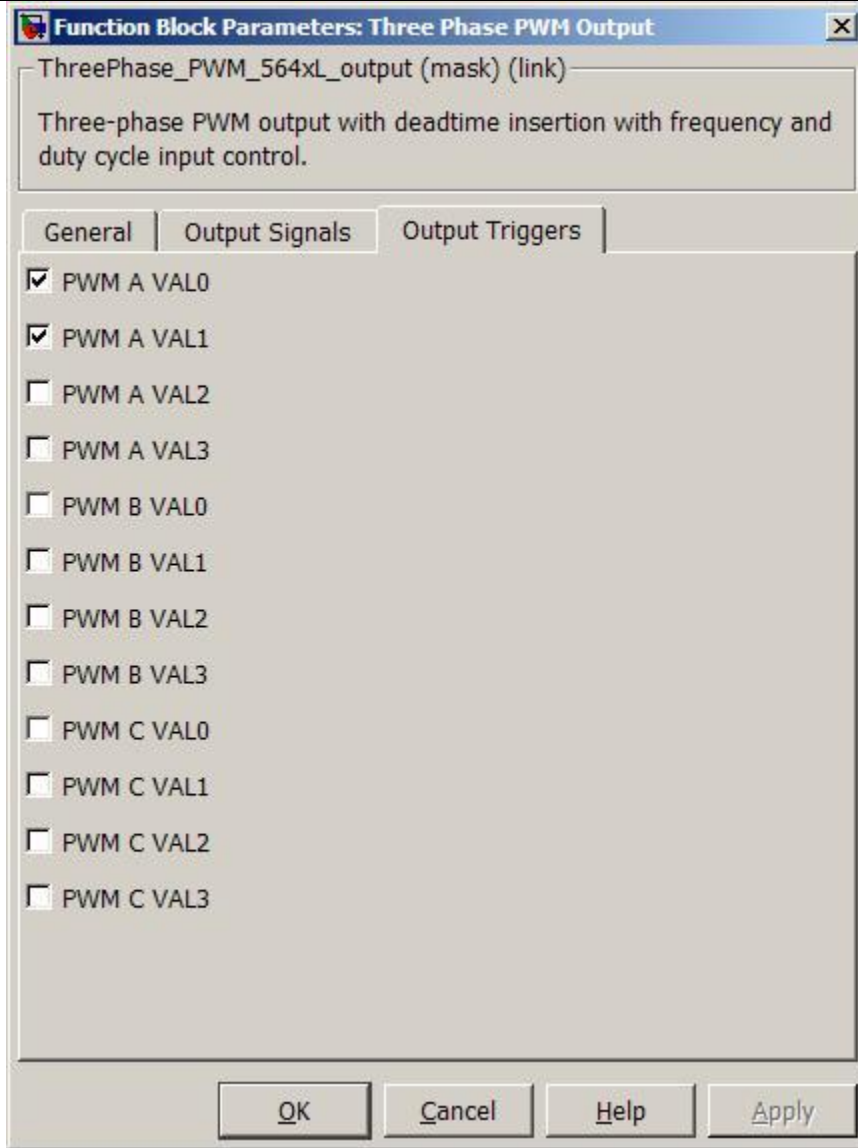 Function Block Parameters: Three Phase PWM Output
ThreePhase_PWM_564xL_output (mask) (link)
Three-phase PWM output with deadtime insertion with frequency and
duty cycle input control.
General
Output Signals
Output Triggers
PWM A VAL0
PWM A VAL1
PWM A VAL2
PWM A VAL3
PWM B VAL0
PWM B VAL1
PWM B VAL2
PWM B VAL3
PWM C VAL0
PWM C VAL1
PWM C VAL2
PWM C VAL3
OK
Cancel
Help
Apply